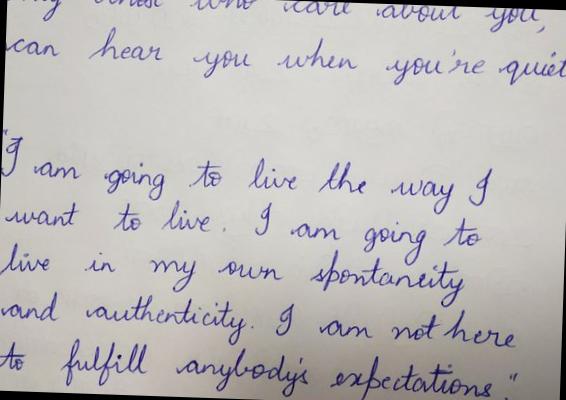 those who care about you,
can hear you when you're quiet
"I am going to live the way I
want to live. I am going to
live in my own spontaneity
and authenticity. I am not here
to fulfill anybody's expectations."